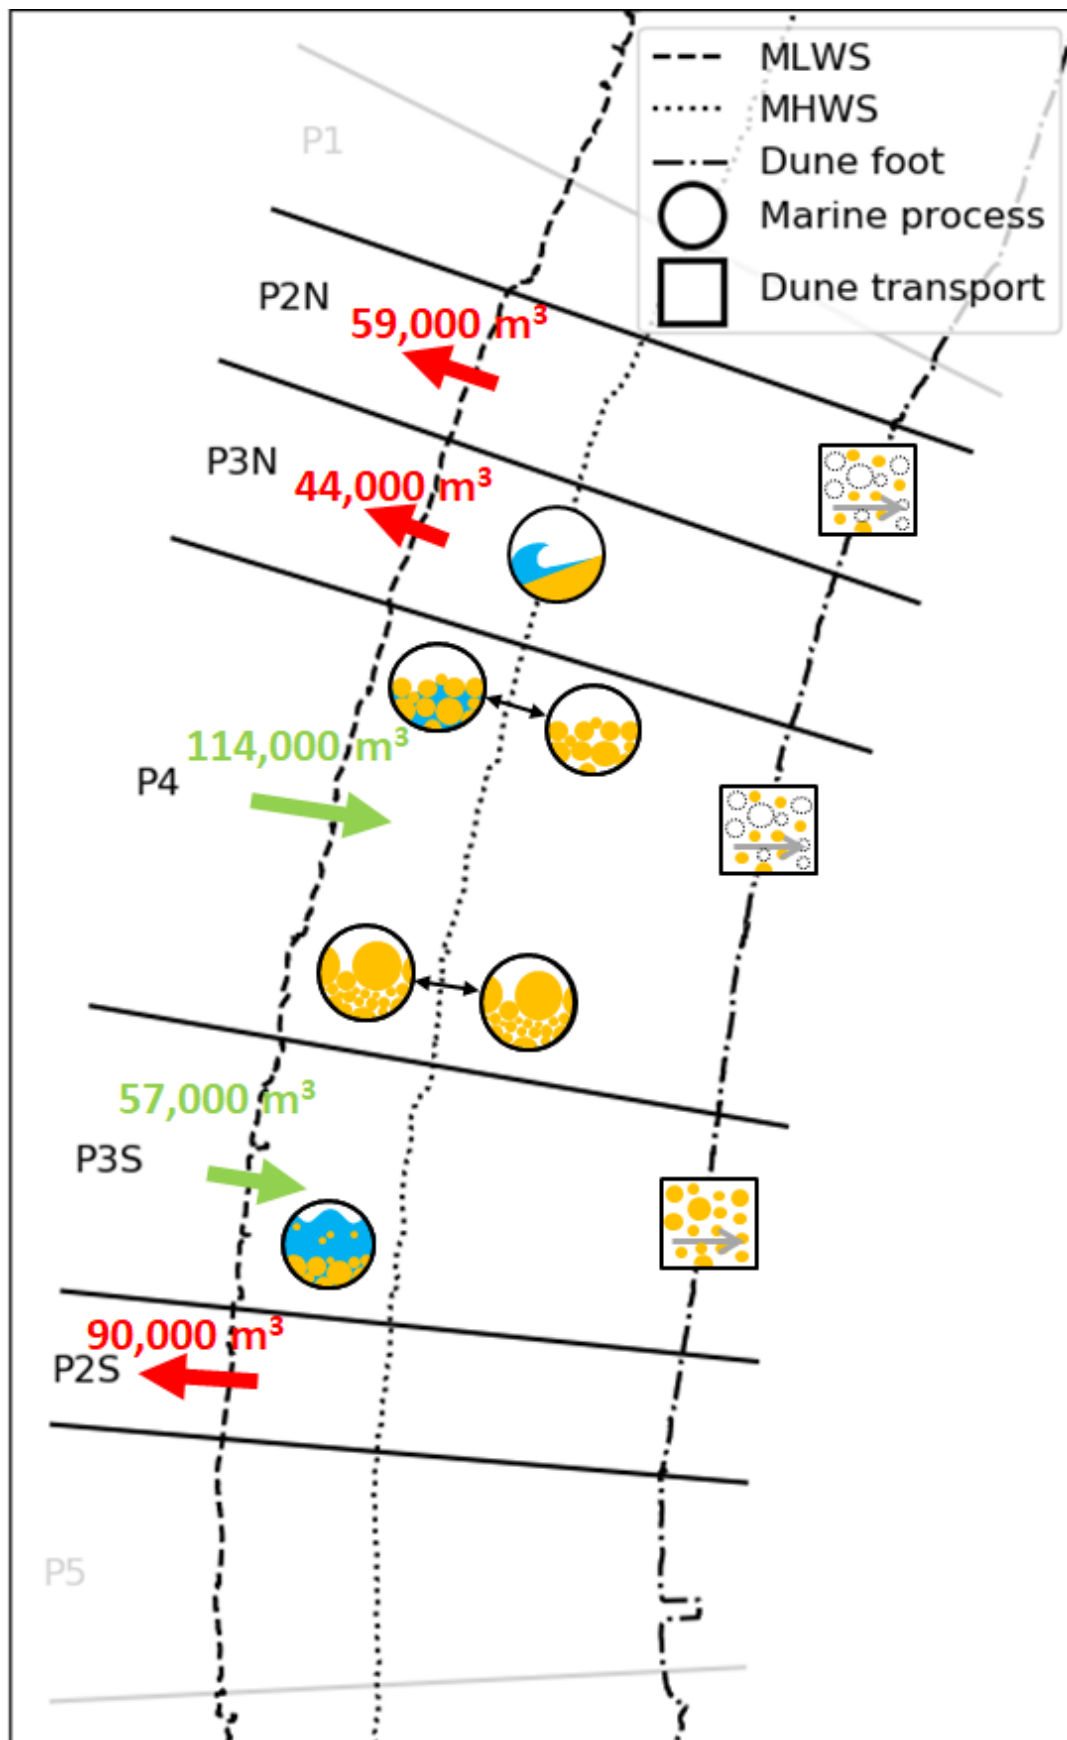 MLWS
MHWS
Dune foot
Marine process
Dune transport
P1
P2N
59,000 m³
P3N
44,000 m³
114,000 m³
P4
57,000 m³
P3S
90,000 m³
P2S
P5